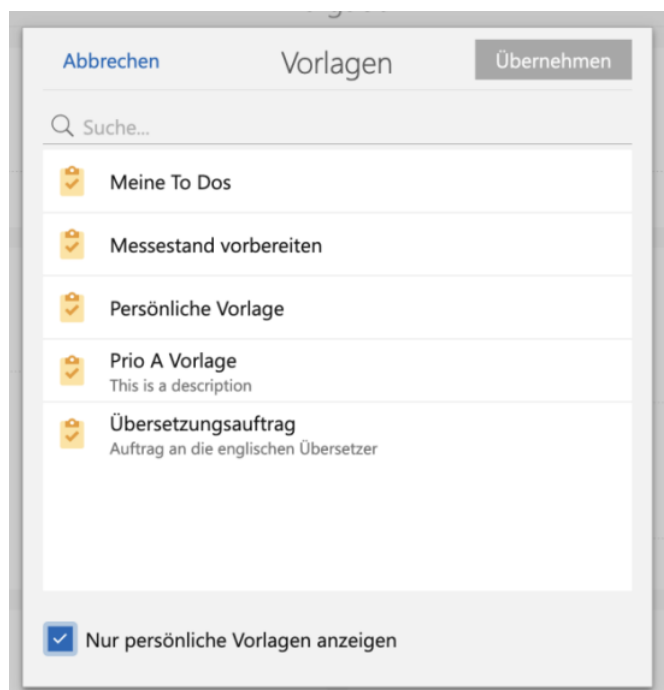 Abbrechen
Vorlagen
Übernehmen
Suche...
Meine To Dos
Messestand vorbereiten
Persönliche Vorlage
Prio A Vorlage
This is a description
Übersetzungsauftrag
Auftrag an die englischen Übersetzer
Nur persönliche Vorlagen anzeigen